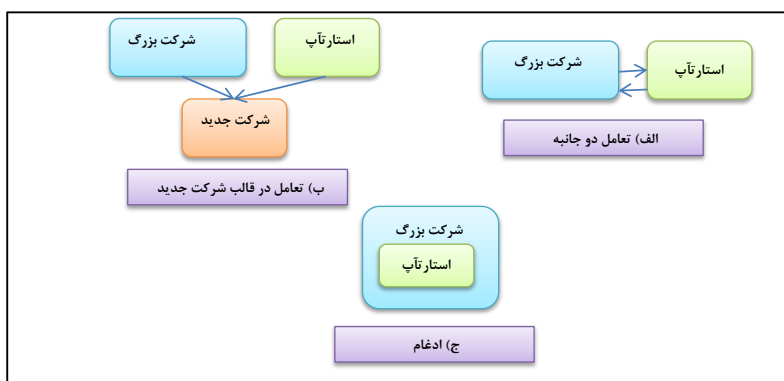 شرکت بزرگ
استارتآپ
الف) تعامل دو جانبه
استارتآپ
شرکت بزرگ
شرکت جدید
ب) تعامل در قالب شرکت جدید
شرکت بزرگ
استارتآپ
ج) ادغام